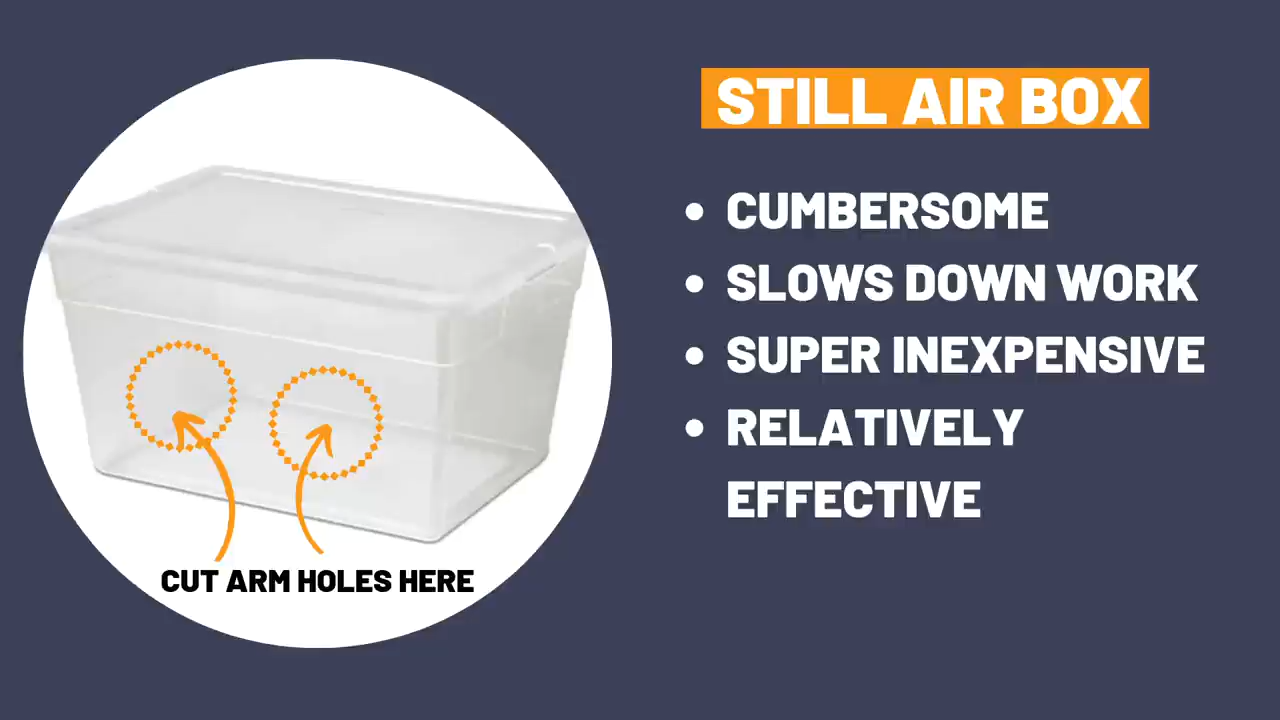 STILL AIR BOX
• CUMBERSOME
• SLOWS DOWN WORK
• SUPER INEXPENSIVE
• RELATIVELY
EFFECTIVE
CUT ARM HOLES HERE